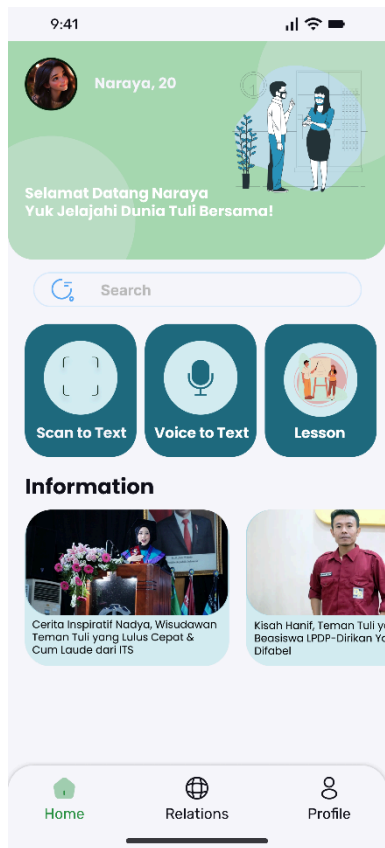 9:41
Naraya, 20
Selamat Datang Naraya
Yuk Jelajahi Dunia Tuli Bersama!
Search
Scan to Text
Voice to Text
Lesson
Information
Cerita Inspiratif Nadya, Wisudawan
Teman Tuli yang Lulus Cepat &
Cum Laude dari ITS
Kisah Hanif, Teman Tuli
Beasiswa LPDP-Dirikan
Difabel
Home
Relations
Profile